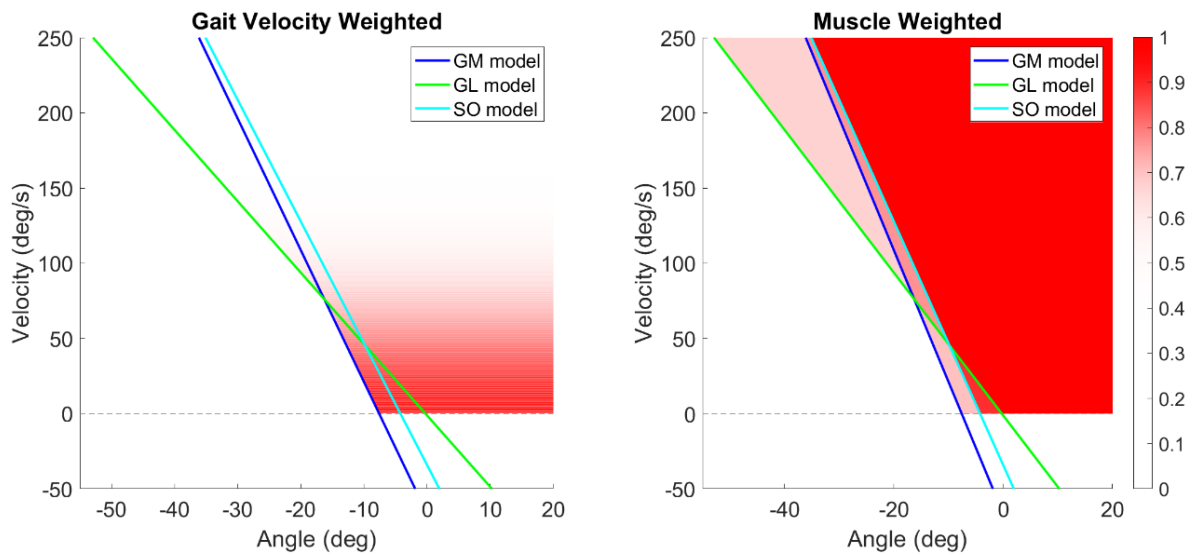 Gait Velocity Weighted
250
200
150
100
50
0
-50
Velocity (deg/s)
-50 -40 -30 -20 -10 0 10 20
Angle (deg)
GM model
GL model
SO model
Muscle Weighted
250
200
150
100
50
0
-50
Velocity (deg/s)
-40 -20 0 20
Angle (deg)
GM model
GL model
SO model
1
0.9
0.8
0.7
0.6
0.5
0.4
0.3
0.2
0.1
0